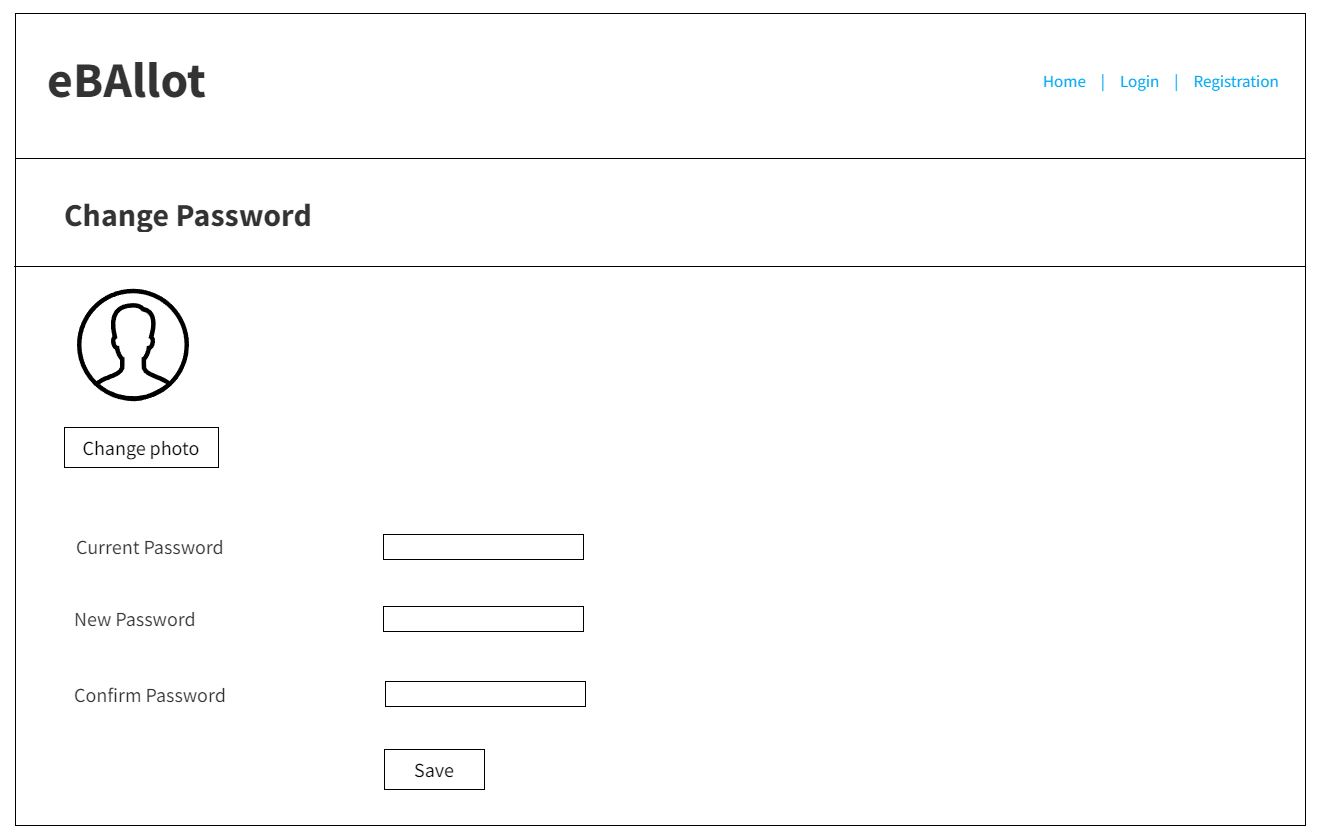 eBAllot
Home | Login | Registration
Change Password
Change photo
Current Password
New Password
Confirm Password
Save